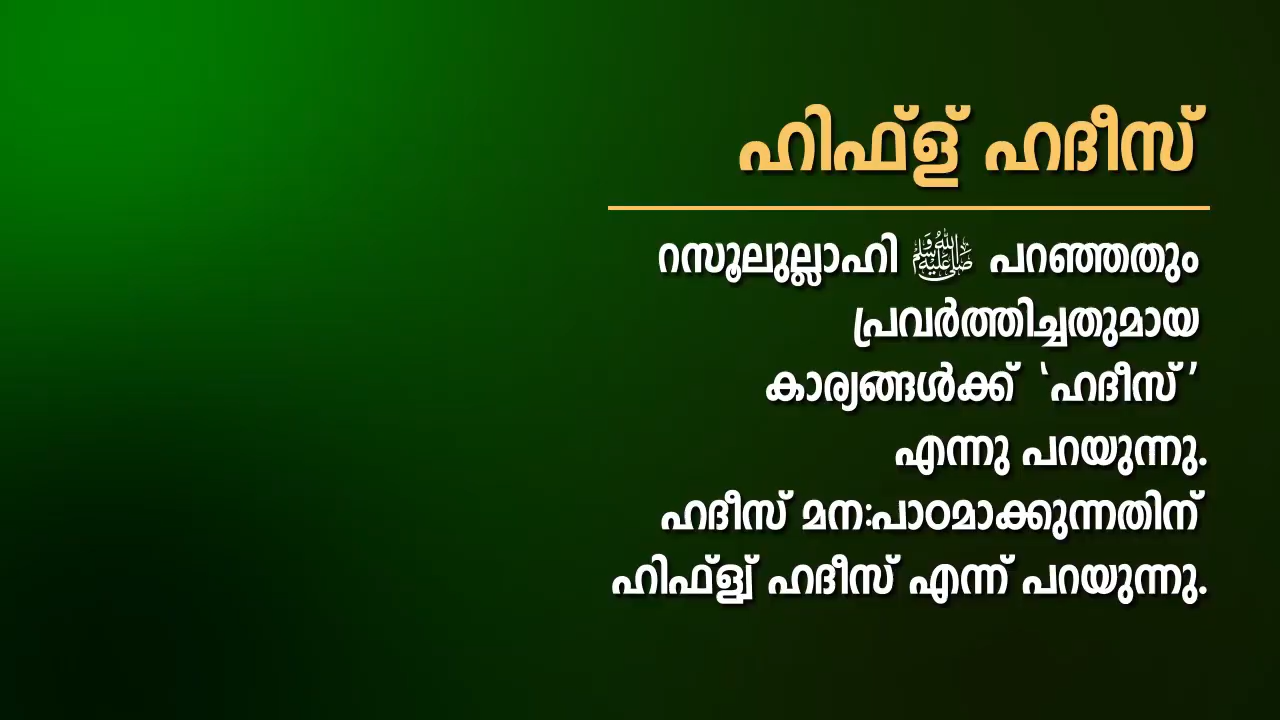 ഹിഫ്ള് ഹദീസ്
റസൂലുല്ലാഹി ﷺ പറഞ്ഞതും
പ്രവർത്തിച്ചതുമായ
കാര്യങ്ങൾക്ക് ‘ഹദീസ്’
എന്നു പറയുന്നു.
ഹദീസ് മന:പാഠമാക്കുന്നതിന്
ഹിഫ്ള്വ് ഹദീസ് എന്ന് പറയുന്നു.